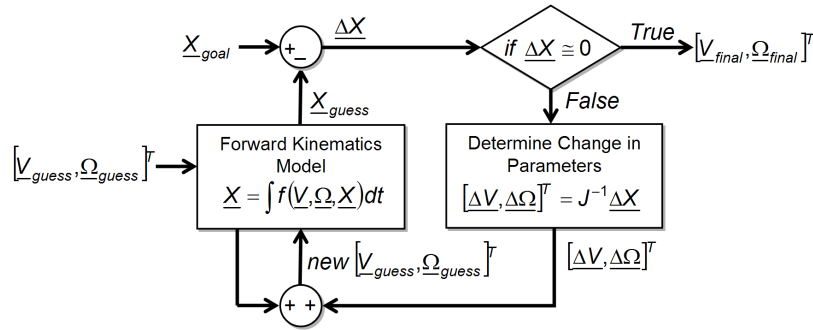 X_goal
+ −
ΔX
if ΔX ≅ 0
True
[V_final, Ω_final]^T
X_guess
False
[V_guess, Ω_guess]^T
Forward Kinematics
Model
X = ∫ f(V, Ω, X) dt
Determine Change in
Parameters
[ΔV, ΔΩ]^T = J^−1 ΔX
new [V_guess, Ω_guess]^T
[ΔV, ΔΩ]^T
+ +